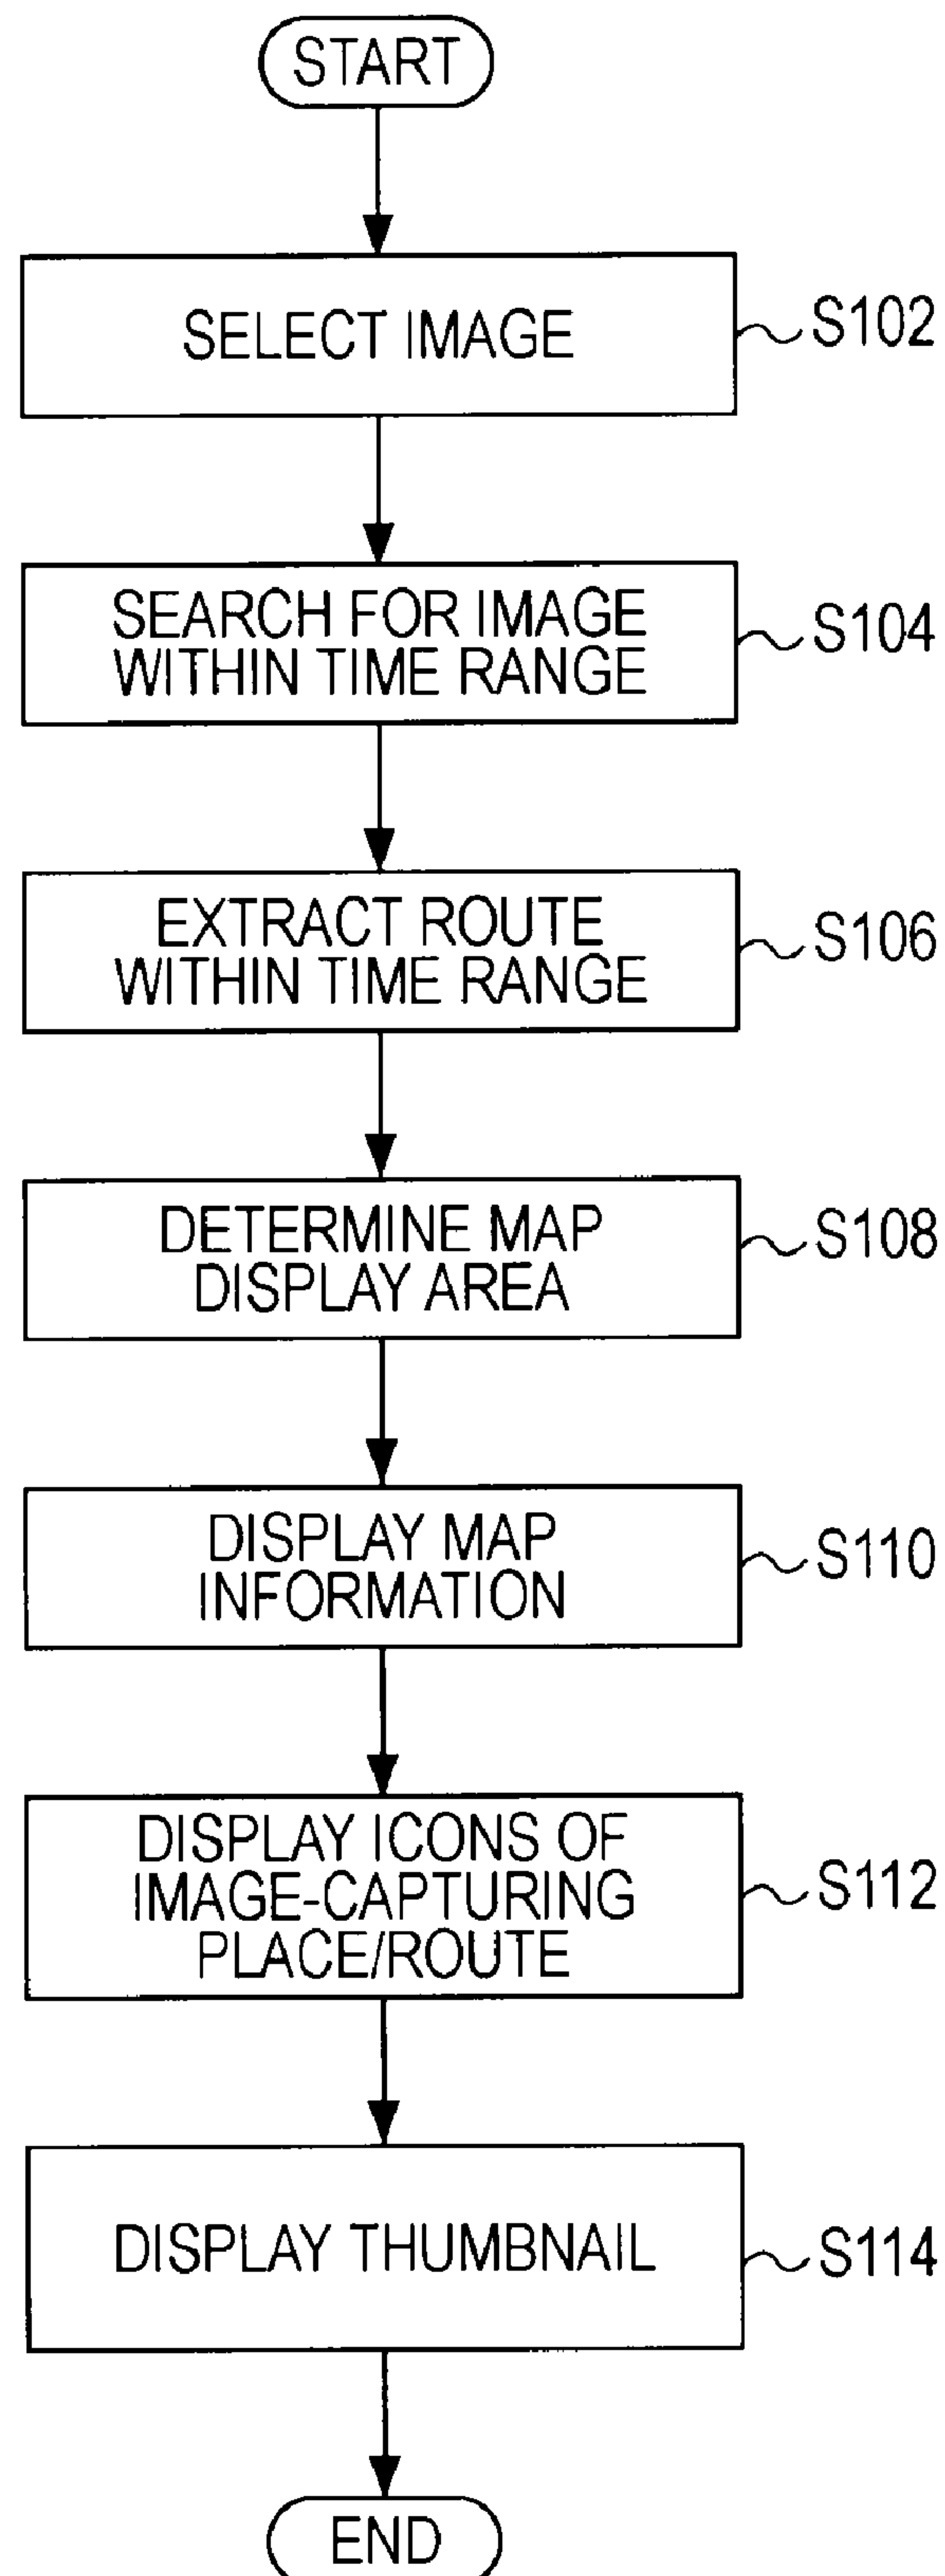 START
SELECT IMAGE
S102
SEARCH FOR IMAGE
WITHIN TIME RANGE
S104
EXTRACT ROUTE
WITHIN TIME RANGE
S106
DETERMINE MAP
DISPLAY AREA
S108
DISPLAY MAP
INFORMATION
S110
DISPLAY ICONS OF
IMAGE-CAPTURING
PLACE/ROUTE
S112
DISPLAY THUMBNAIL
S114
END